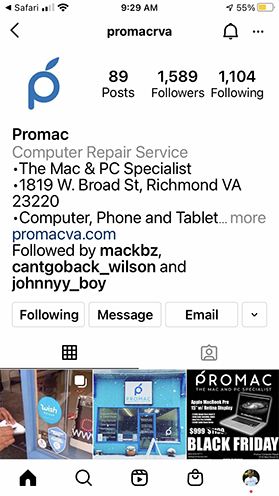 Safari 9:29 AM 55%
promacrva
89 1,589 1,104
Posts Followers Following
Promac
Computer Repair Service
•The Mac & PC Specialist
•1819 W. Broad St, Richmond VA
23220
•Computer, Phone and Tablet... more
promacva.com
Followed by mackbz,
cantgoback_wilson and
johnnyy_boy
Following Message Email
wish
PROMAC
PROMAC
THE MAC AND PC SPECIALIST
Apple MacBook Pro
15" w/ Retina Display
$999
BLACK FRIDAY